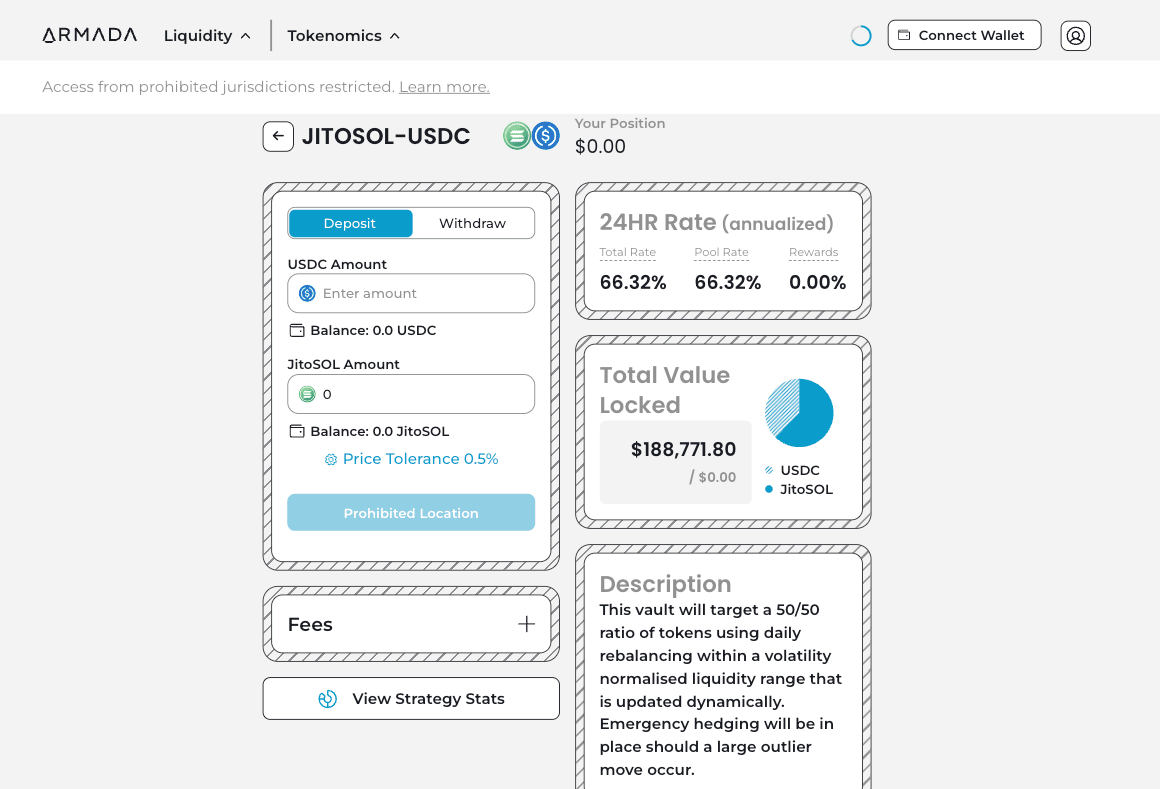 ARMADA
Liquidity
Tokenomics
Connect Wallet
Access from prohibited jurisdictions restricted. Learn more.
JITOSOL-USDC
Your Position
$0.00
Deposit
Withdraw
USDC Amount
Enter amount
Balance: 0.0 USDC
JitoSOL Amount
0
Balance: 0.0 JitoSOL
Price Tolerance 0.5%
Prohibited Location
Fees
View Strategy Stats
24HR Rate (annualized)
Total Rate
Pool Rate
Rewards
66.32%
66.32%
0.00%
Total Value
Locked
$188,771.80
/ $0.00
USDC
JitoSOL
Description
This vault will target a 50/50
ratio of tokens using daily
rebalancing within a volatility
normalised liquidity range that
is updated dynamically.
Emergency hedging will be in
place should a large outlier
move occur.